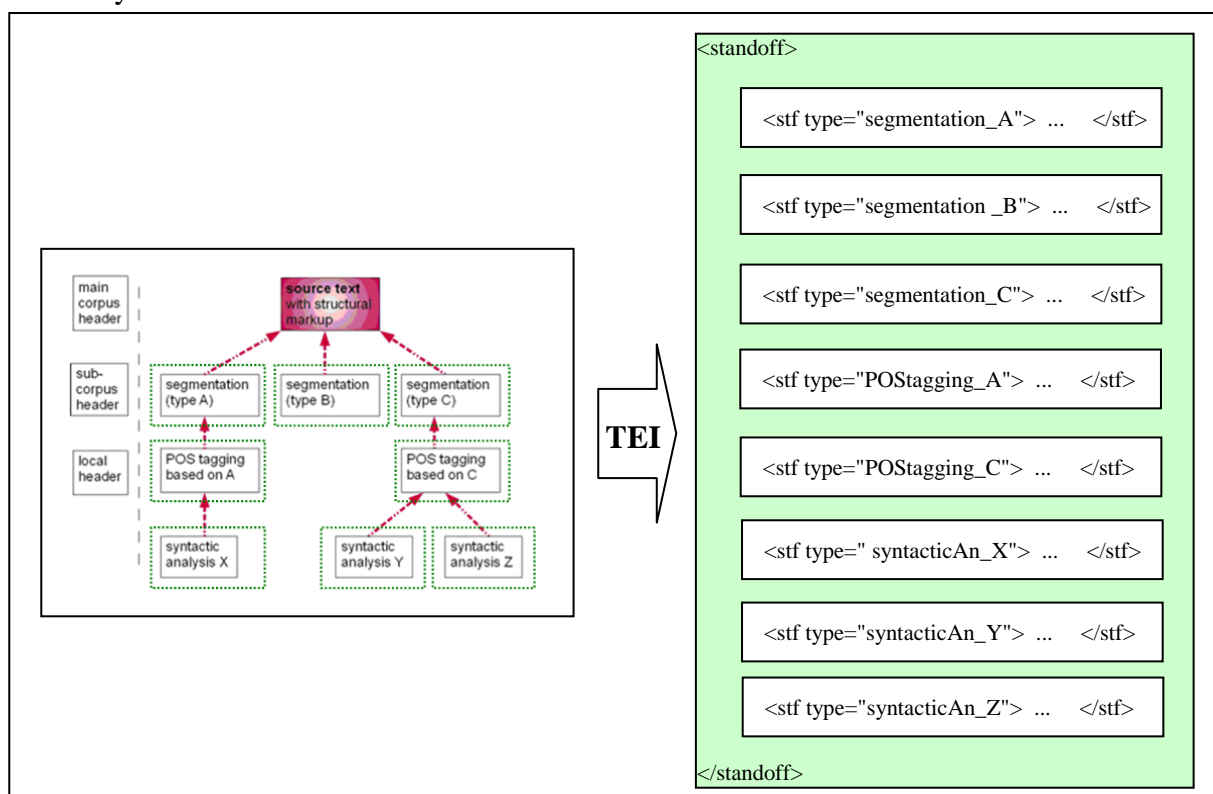 <standoff>
<stf type="segmentation_A"> ... </stf>
<stf type="segmentation _B"> ... </stf>
<stf type="segmentation_C"> ... </stf>
<stf type="POStagging_A"> ... </stf>
<stf type="POStagging_C"> ... </stf>
<stf type=" syntacticAn_X"> ... </stf>
<stf type="syntacticAn_Y"> ... </stf>
<stf type="syntacticAn_Z"> ... </stf>
</standoff>
main
corpus
header
source text
with structural
markup
sub-
corpus
header
segmentation
(type A)
segmentation
(type B)
segmentation
(type C)
local
header
POS tagging
based on A
POS tagging
based on C
syntactic
analysis X
syntactic
analysis Y
syntactic
analysis Z
TEI